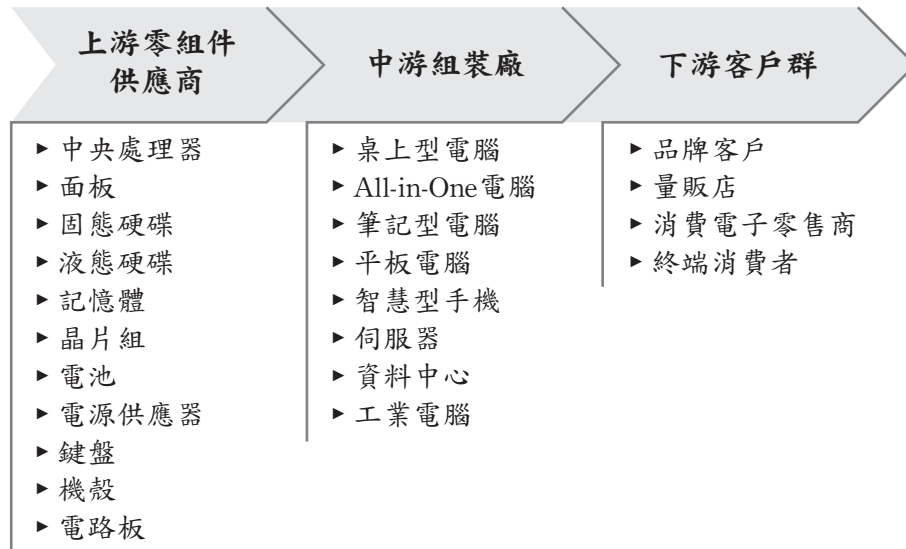 上游零組件
供應商
中游組裝廠
下游客戶群
▸ 中央處理器
▸ 面板
▸ 固態硬碟
▸ 液態硬碟
▸ 記憶體
▸ 晶片組
▸ 電池
▸ 電源供應器
▸ 鍵盤
▸ 機殼
▸ 電路板
▸ 桌上型電腦
▸ All-in-One電腦
▸ 筆記型電腦
▸ 平板電腦
▸ 智慧型手機
▸ 伺服器
▸ 資料中心
▸ 工業電腦
▸ 品牌客戶
▸ 量販店
▸ 消費電子零售商
▸ 終端消費者